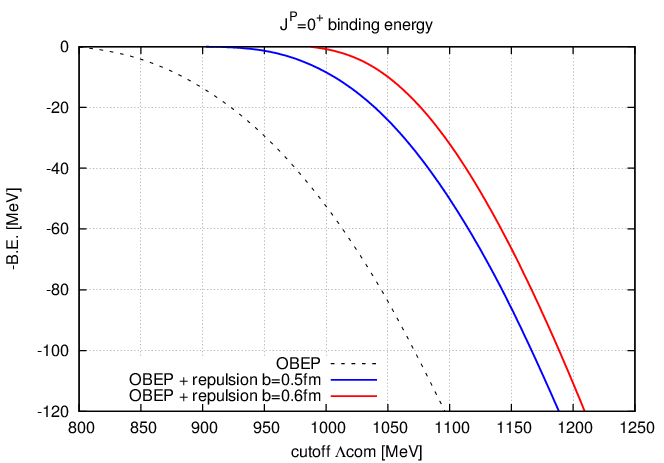 J^P=0^+ binding energy
0
-20
-40
-60
-80
-100
-120
-B.E. [MeV]
OBEP
OBEP + repulsion b=0.5fm
OBEP + repulsion b=0.6fm
800 850 900 950 1000 1050 1100 1150 1200 1250
cutoff Λcom [MeV]